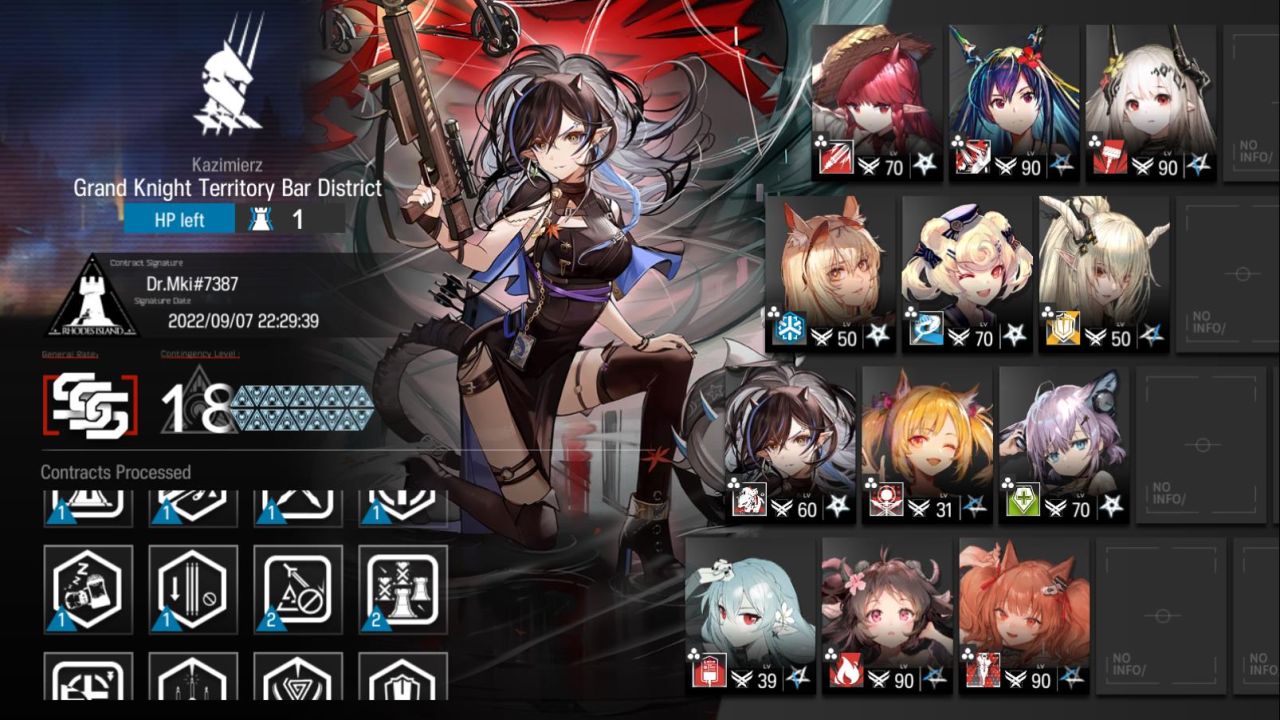 Kazimierz
Grand Knight Territory Bar District
HP left 1
Contract Signature
Dr.Mki#7387
Signature Date
2022/09/07 22:29:39
RHODES ISLAND
General Rate:
Contingency Level:
18
Contracts Processed
1 1 1 1
1 1 2 2
LV 70 LV 90 LV 90 NO INFO/
LV 50 LV 70 LV 50 NO INFO/
LV 60 LV 31 LV 70 NO INFO/
LV 39 LV 90 LV 90 NO INFO/ NO INFO/